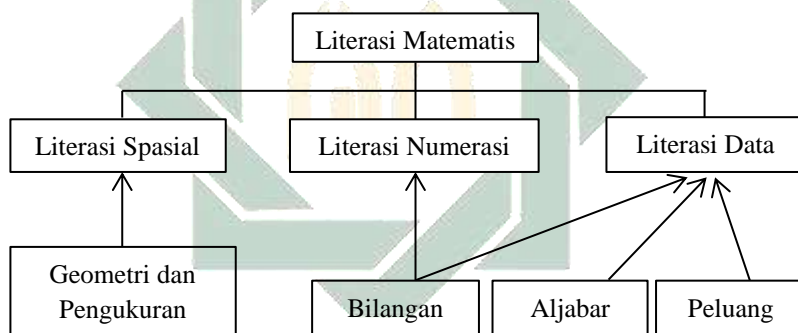 Literasi Matematis
Literasi Spasial
Literasi Numerasi
Literasi Data
Geometri dan
Pengukuran
Bilangan
Aljabar
Peluang